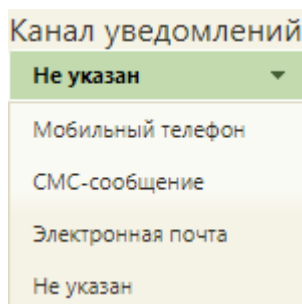 Канал уведомлений
Не указан
Мобильный телефон
СМС-сообщение
Электронная почта
Не указан